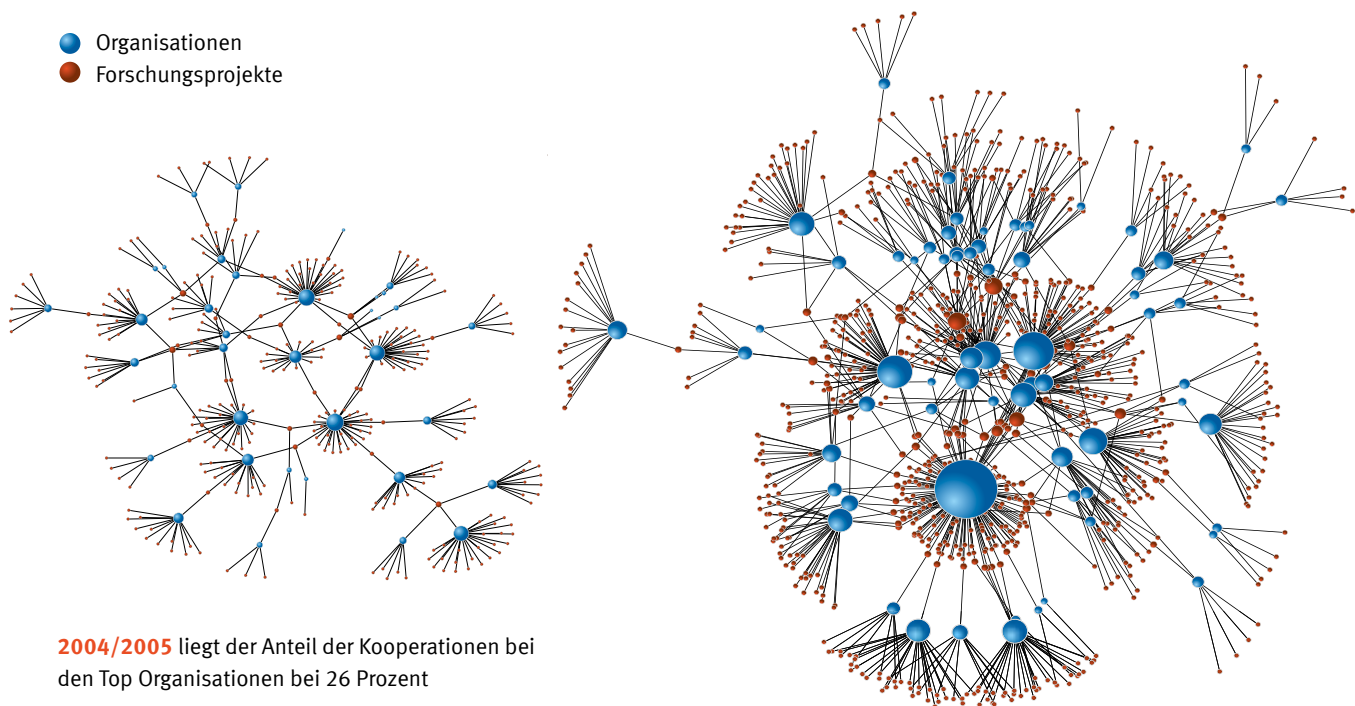 Organisationen
Forschungsprojekte
2004/2005 liegt der Anteil der Kooperationen bei
den Top Organisationen bei 26 Prozent